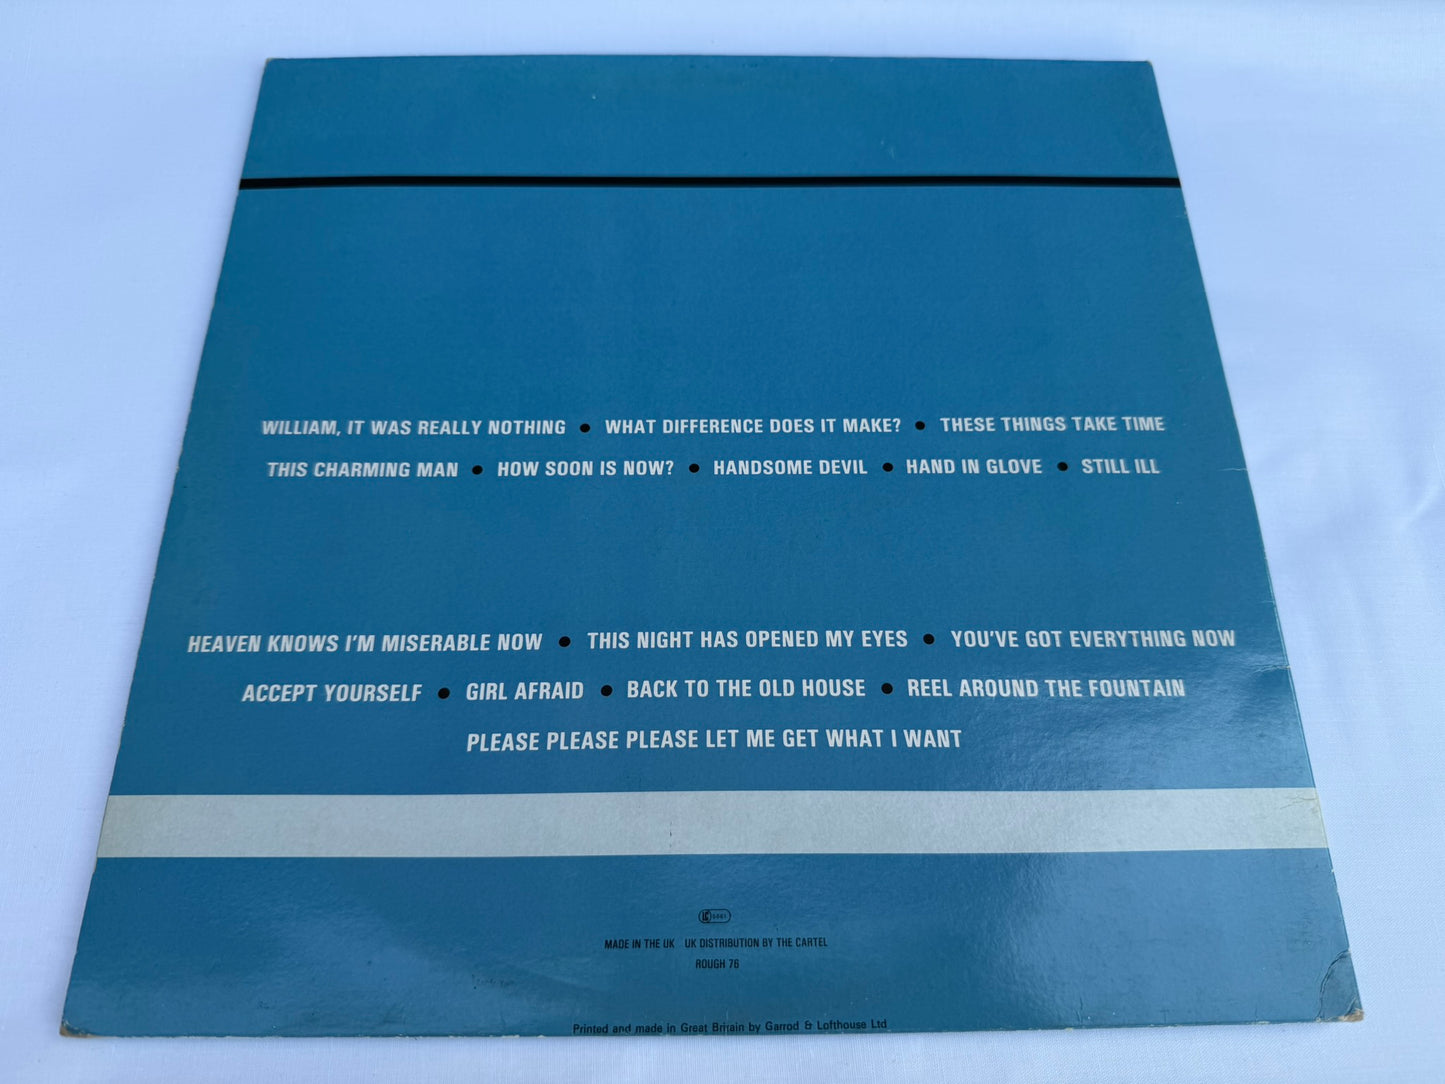 WILLIAM, IT WAS REALLY NOTHING ● WHAT DIFFERENCE DOES IT MAKE? ● THESE THINGS TAKE TIME
THIS CHARMING MAN ● HOW SOON IS NOW? ● HANDSOME DEVIL ● HAND IN GLOVE ● STILL ILL
HEAVEN KNOWS I'M MISERABLE NOW ● THIS NIGHT HAS OPENED MY EYES ● YOU'VE GOT EVERYTHING NOW
ACCEPT YOURSELF ● GIRL AFRAID ● BACK TO THE OLD HOUSE ● REEL AROUND THE FOUNTAIN
PLEASE PLEASE PLEASE LET ME GET WHAT I WANT
LC
MADE IN THE UK UK DISTRIBUTION BY THE CARTEL
ROUGH 76
Printed and made in Great Britain by Garrod & Lofthouse Ltd